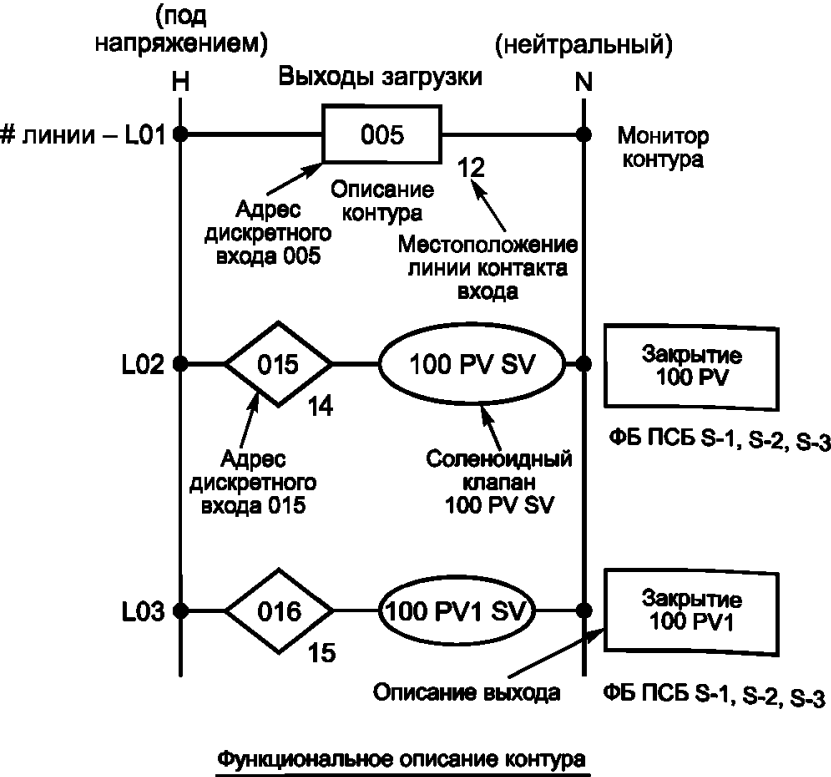 (под
напряжением)
(нейтральный)
H
Выходы загрузки
N
# линии – L01
005
Монитор
контура
12
Описание
контура
Адрес
дискретного
входа 005
Местоположение
линии контакта
входа
L02
015
100 PV SV
Закрытие
100 PV
14
ФБ ПСБ S-1, S-2, S-3
Адрес
дискретного
входа 015
Соленоидный
клапан
100 PV SV
L03
016
100 PV1 SV
Закрытие
100 PV1
15
Описание выхода
ФБ ПСБ S-1, S-2, S-3
Функциональное описание контура